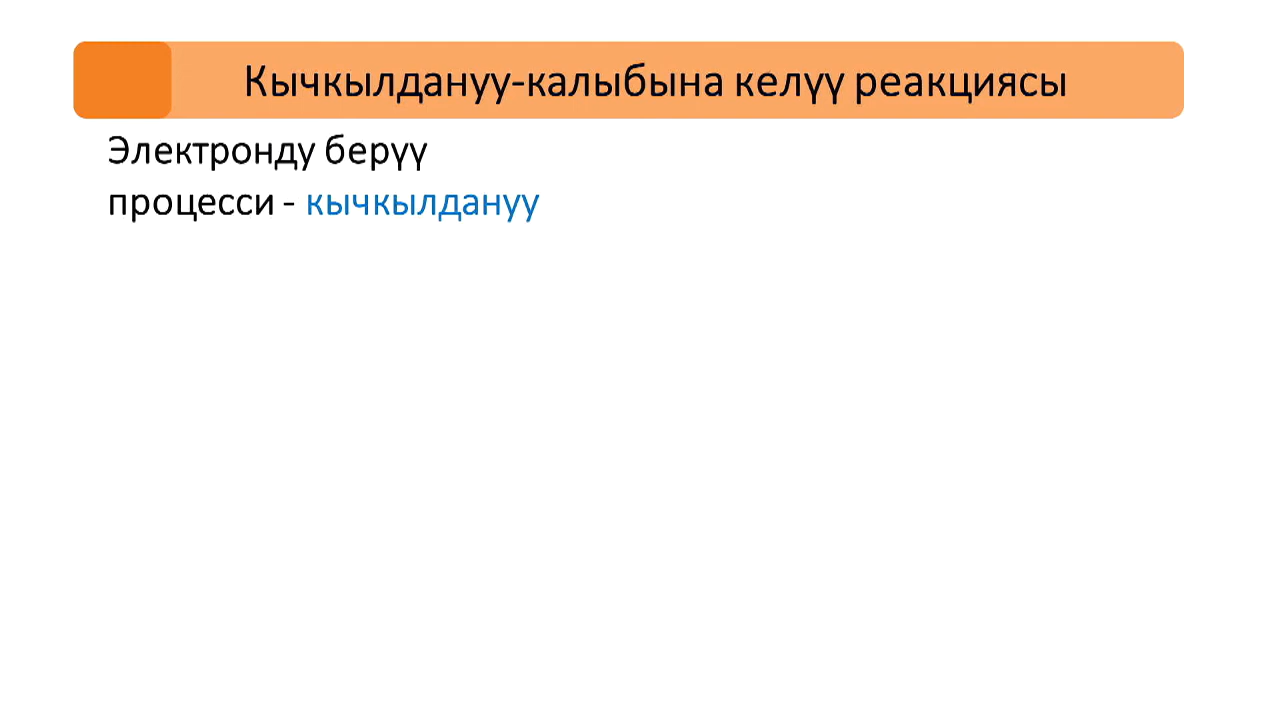 Кычкылдануу-калыбына келүү реакциясы
Электронду берүү
процесси - кычкылдануу